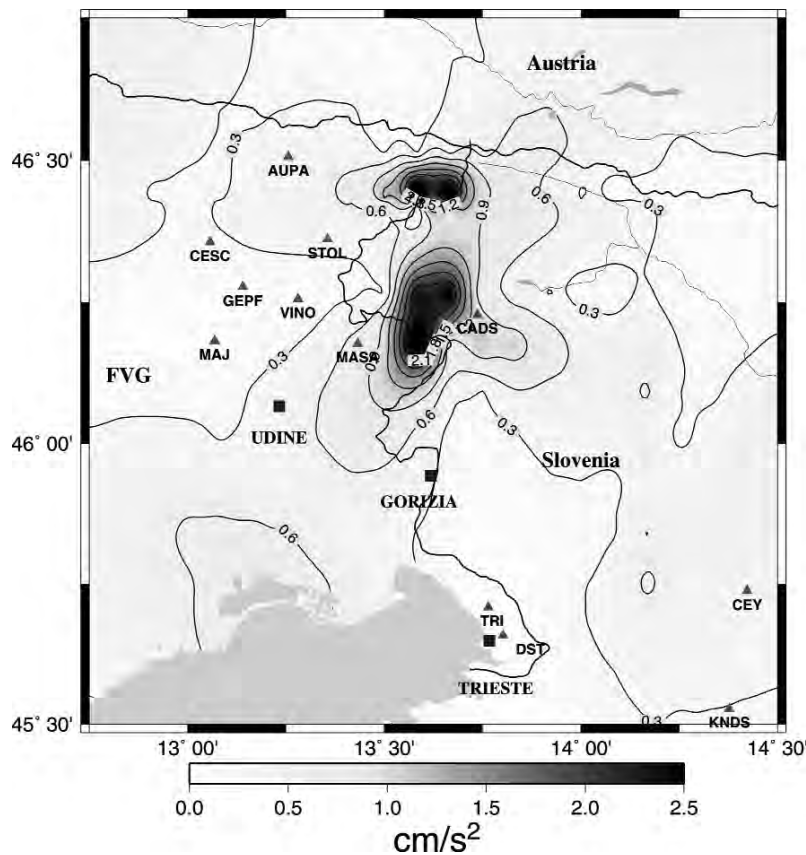 Austria
46° 30'
0.3
AUPA
0.6
1.2
0.9
0.6
0.3
CESC
STOL
GEPF
VINO
0.3
CADS
MAJ
MASA
2.1
FVG
0.3
0.6
UDINE
46° 00'
0.3
Slovenia
GORIZIA
0.6
CEY
TRI
DST
TRIESTE
45° 30'
0.3
KNDS
13° 00'
13° 30'
14° 00'
14° 30'
0.0
0.5
1.0
1.5
2.0
2.5
cm/s²